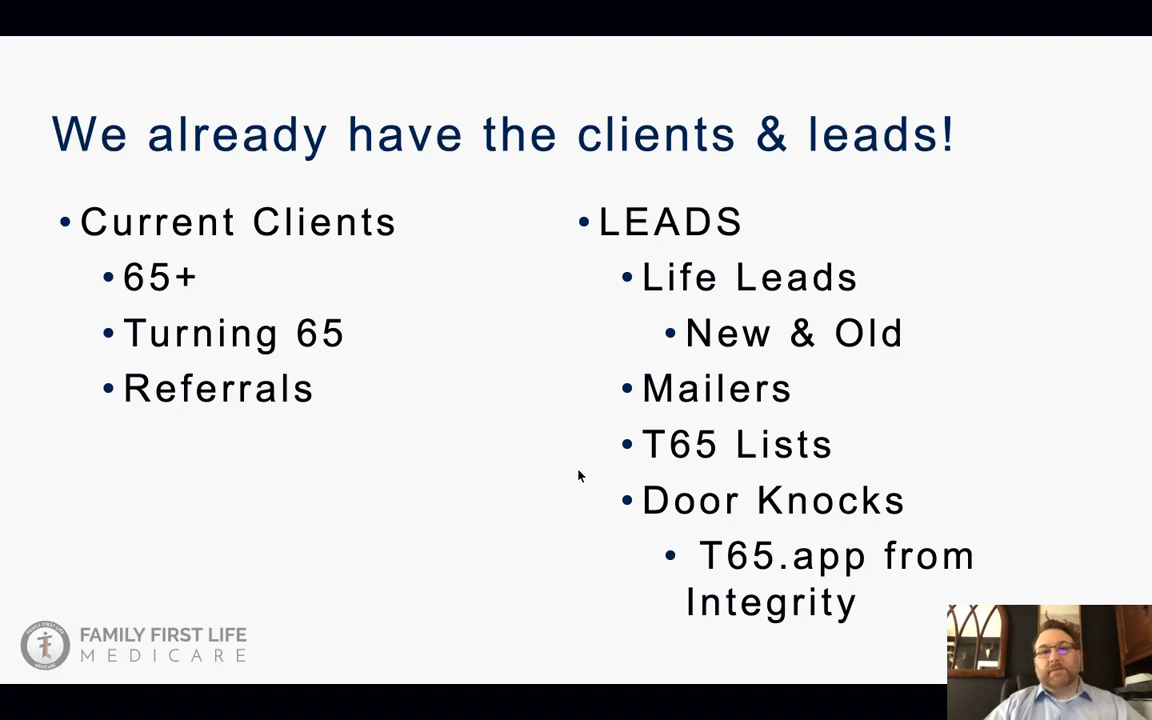 We already have the clients & leads!
• Current Clients
• 65+
• Turning 65
• Referrals
• LEADS
• Life Leads
• New & Old
• Mailers
• T65 Lists
• Door Knocks
• T65.app from
Integrity
FAMILY FIRST LIFE
MEDICARE